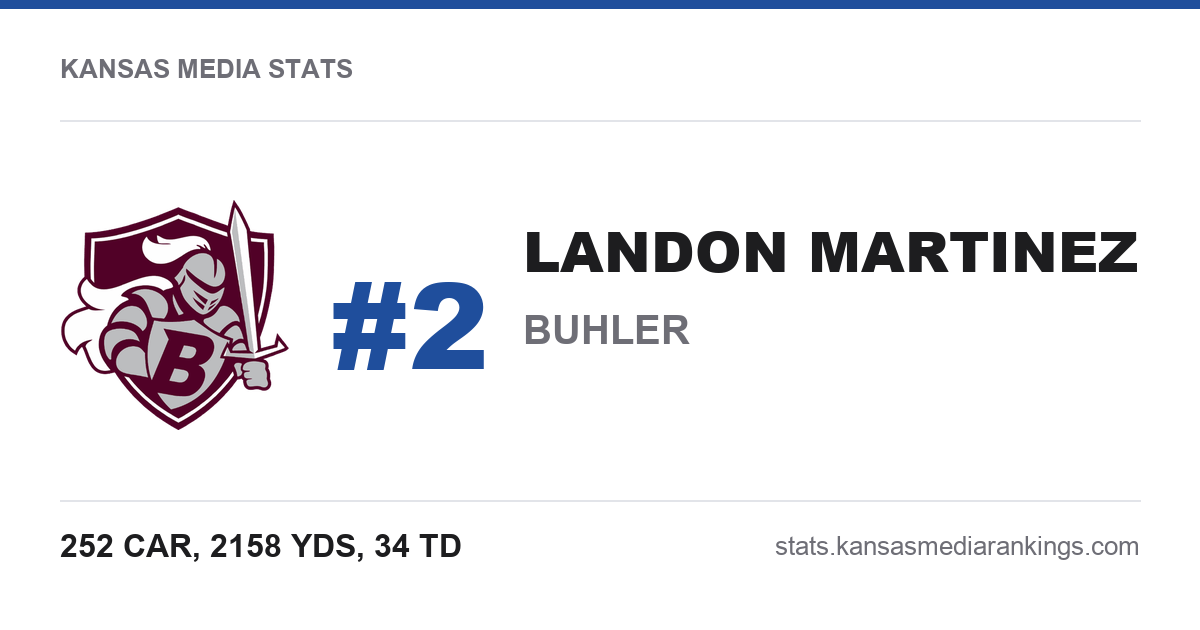 KANSAS MEDIA STATS
B
#2
LANDON MARTINEZ
BUHLER
252 CAR, 2158 YDS, 34 TD
stats.kansasmediarankings.com